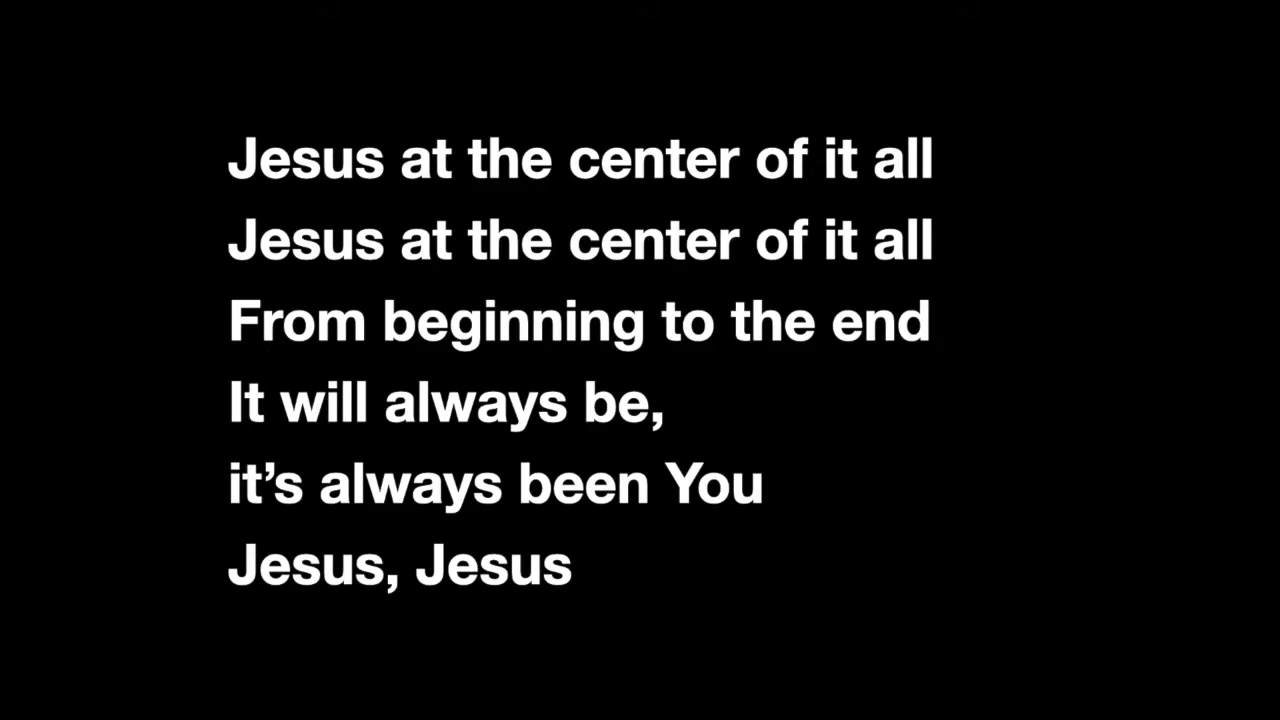 Jesus at the center of it all
Jesus at the center of it all
From beginning to the end
It will always be,
it’s always been You
Jesus, Jesus